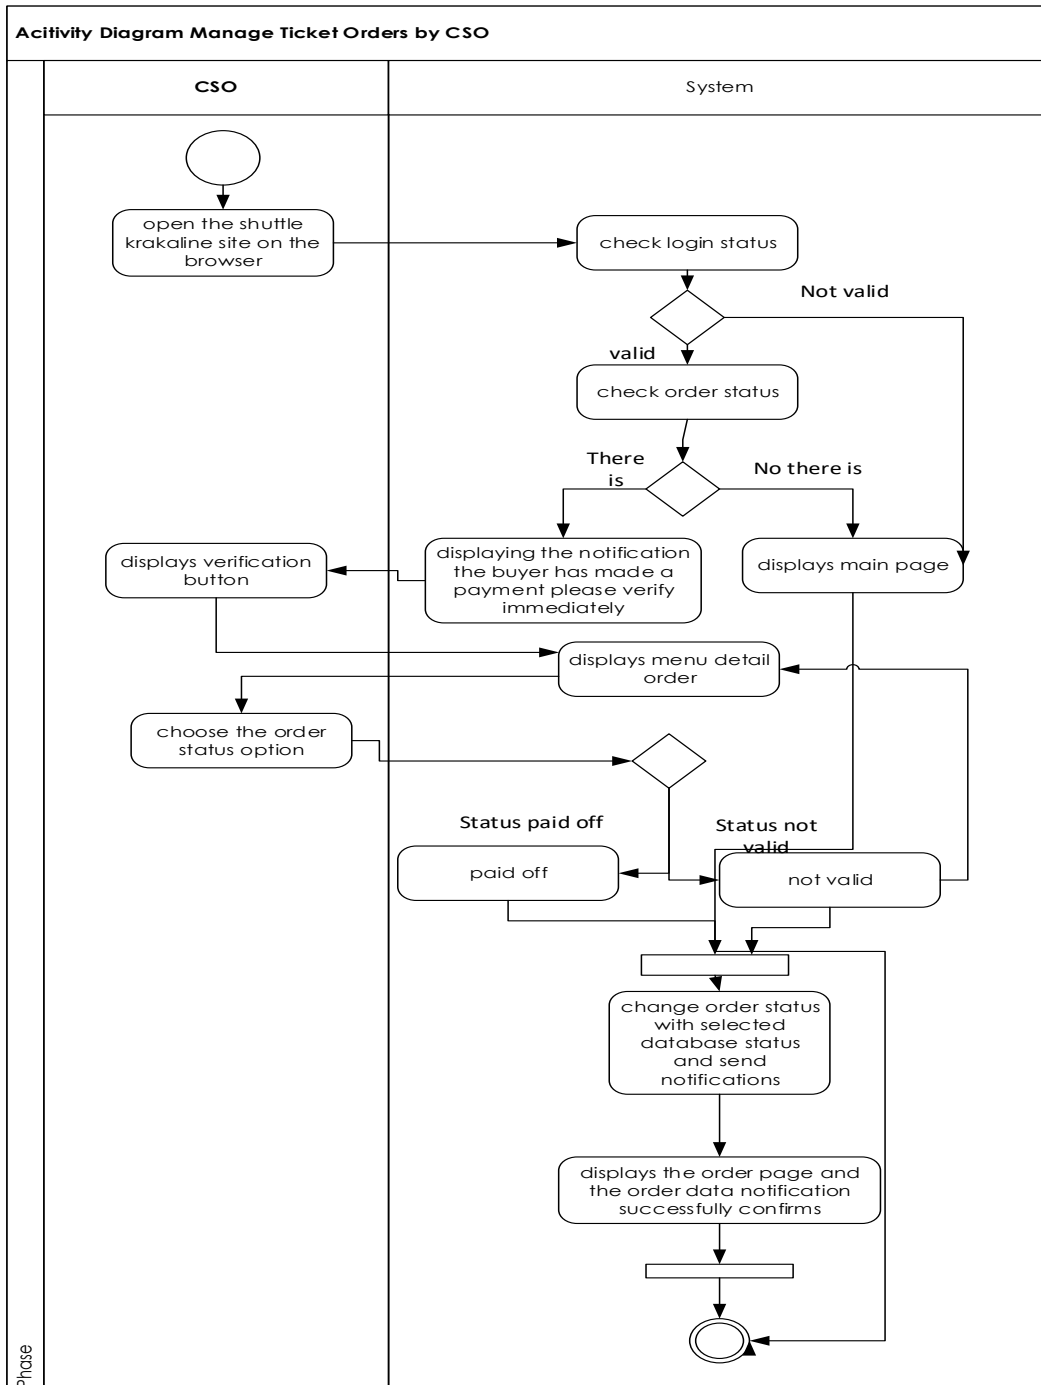 Acitivity Diagram Manage Ticket Orders by CSO
CSO
System
open the shuttle
krakaline site on the
browser
check login status
Not valid
valid
check order status
There
is
No there is
displays verification
button
displaying the notification
the buyer has made a
payment please verify
immediately
displays main page
displays menu detail
order
choose the order
status option
Status paid off
Status not
valid
paid off
not valid
change order status
with selected
database status
and send
notifications
displays the order page and
the order data notification
successfully confirms
Phase